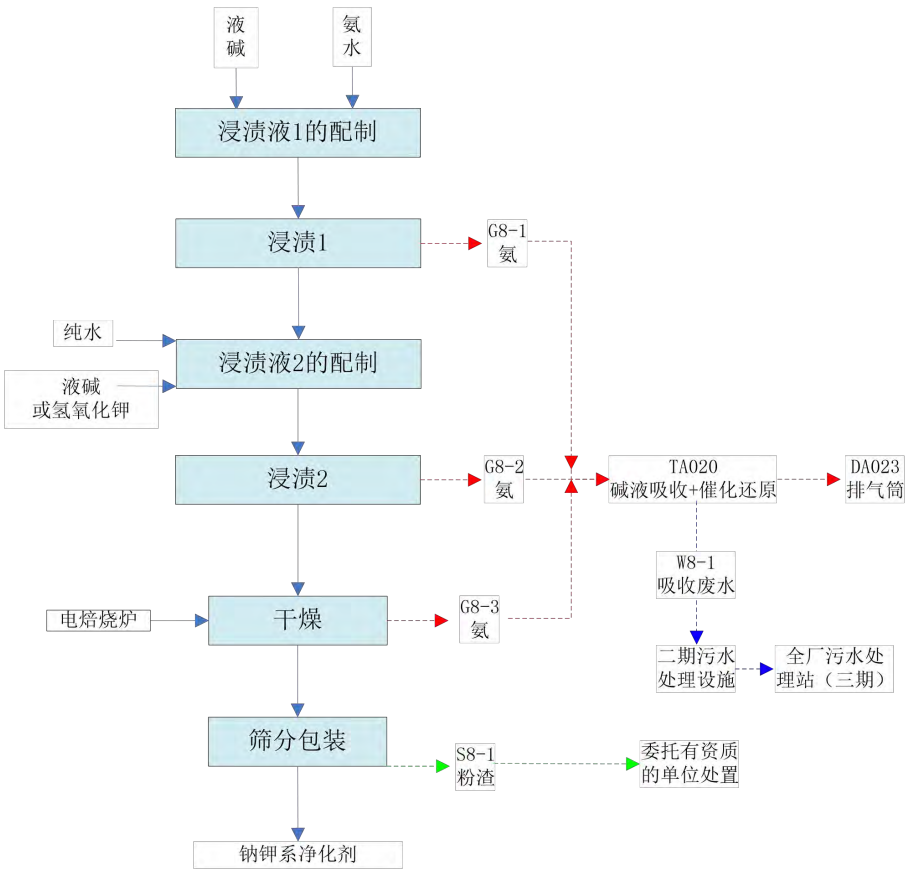 液
碱
氨
水
浸渍液1的配制
浸渍1
G8-1
氨
纯水
浸渍液2的配制
液碱
或氢氧化钾
浸渍2
G8-2
氨
TA020
碱液吸收+催化还原
DA023
排气筒
W8-1
吸收废水
电焙烧炉
干燥
G8-3
氨
二期污水
处理设施
全厂污水处
理站（三期）
筛分包装
S8-1
粉渣
委托有资质
的单位处置
钠钾系净化剂